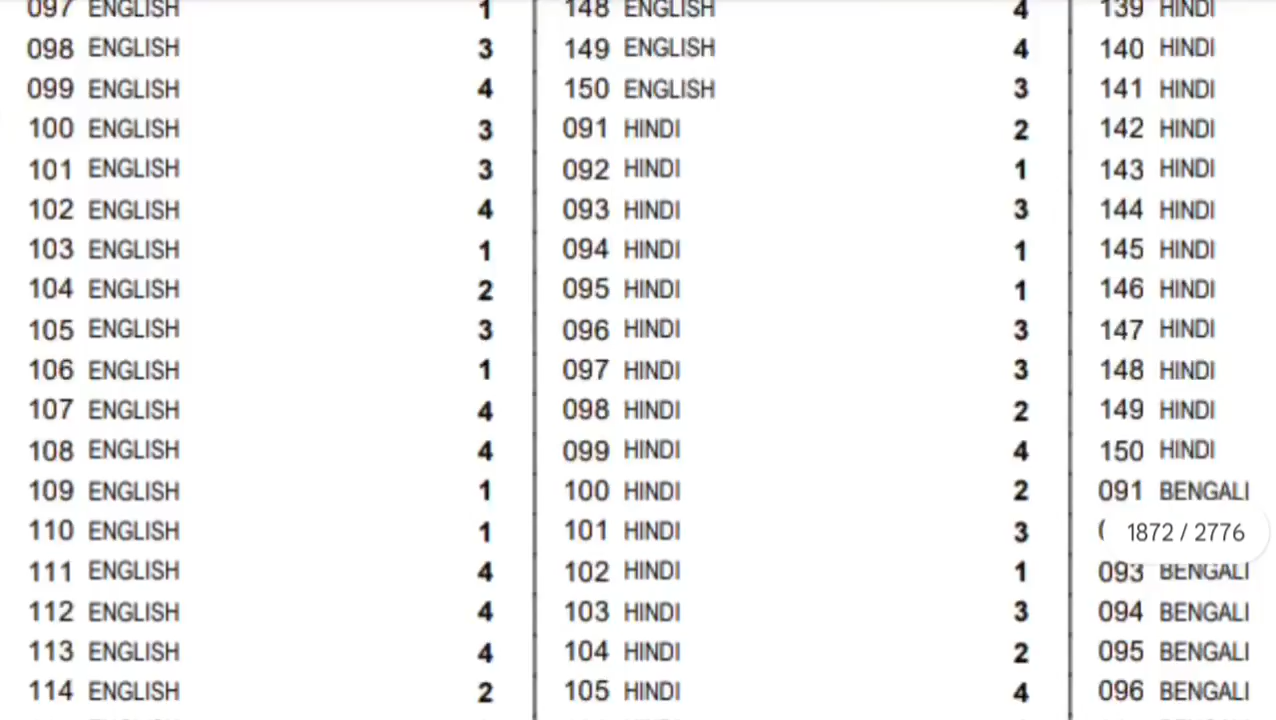 097 ENGLISH 1
098 ENGLISH 3
099 ENGLISH 4
100 ENGLISH 3
101 ENGLISH 3
102 ENGLISH 4
103 ENGLISH 1
104 ENGLISH 2
105 ENGLISH 3
106 ENGLISH 1
107 ENGLISH 4
108 ENGLISH 4
109 ENGLISH 1
110 ENGLISH 1
111 ENGLISH 4
112 ENGLISH 4
113 ENGLISH 4
114 ENGLISH 2
148 ENGLISH 4
149 ENGLISH 4
150 ENGLISH 3
091 HINDI 2
092 HINDI 1
093 HINDI 3
094 HINDI 1
095 HINDI 1
096 HINDI 3
097 HINDI 3
098 HINDI 2
099 HINDI 4
100 HINDI 2
101 HINDI 3
102 HINDI 1
103 HINDI 3
104 HINDI 2
105 HINDI 4
139 HINDI
140 HINDI
141 HINDI
142 HINDI
143 HINDI
144 HINDI
145 HINDI
146 HINDI
147 HINDI
148 HINDI
149 HINDI
150 HINDI
091 BENGALI
1872 / 2776
093 BENGALI
094 BENGALI
095 BENGALI
096 BENGALI